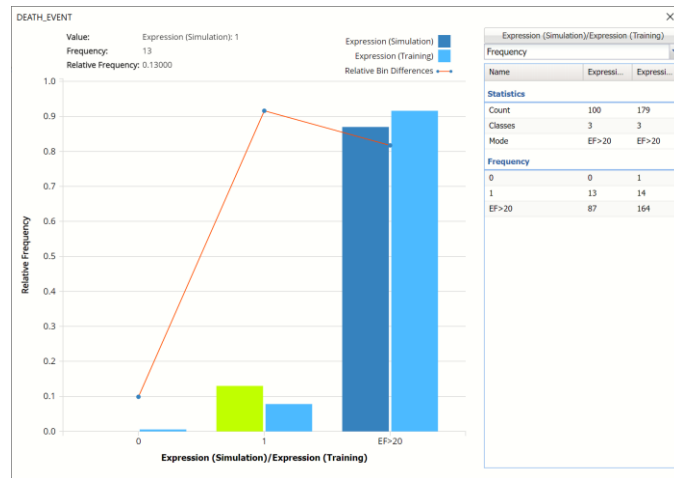 DEATH_EVENT
Value: Expression (Simulation): 1
Frequency: 13
Relative Frequency: 0.13000
Expression (Simulation)
Expression (Training)
Relative Bin Differences
1.0
0.9
0.8
0.7
0.6
0.5
0.4
0.3
0.2
0.1
0.0
Relative Frequency
0 1 EF>20
Expression (Simulation)/Expression (Training)
Expression (Simulation)/Expression (Training)
Frequency
Name Expressi... Expressi...
Statistics
Count 100 179
Classes 3 3
Mode EF>20 EF>20
Frequency
0 0 1
1 13 14
EF>20 87 164